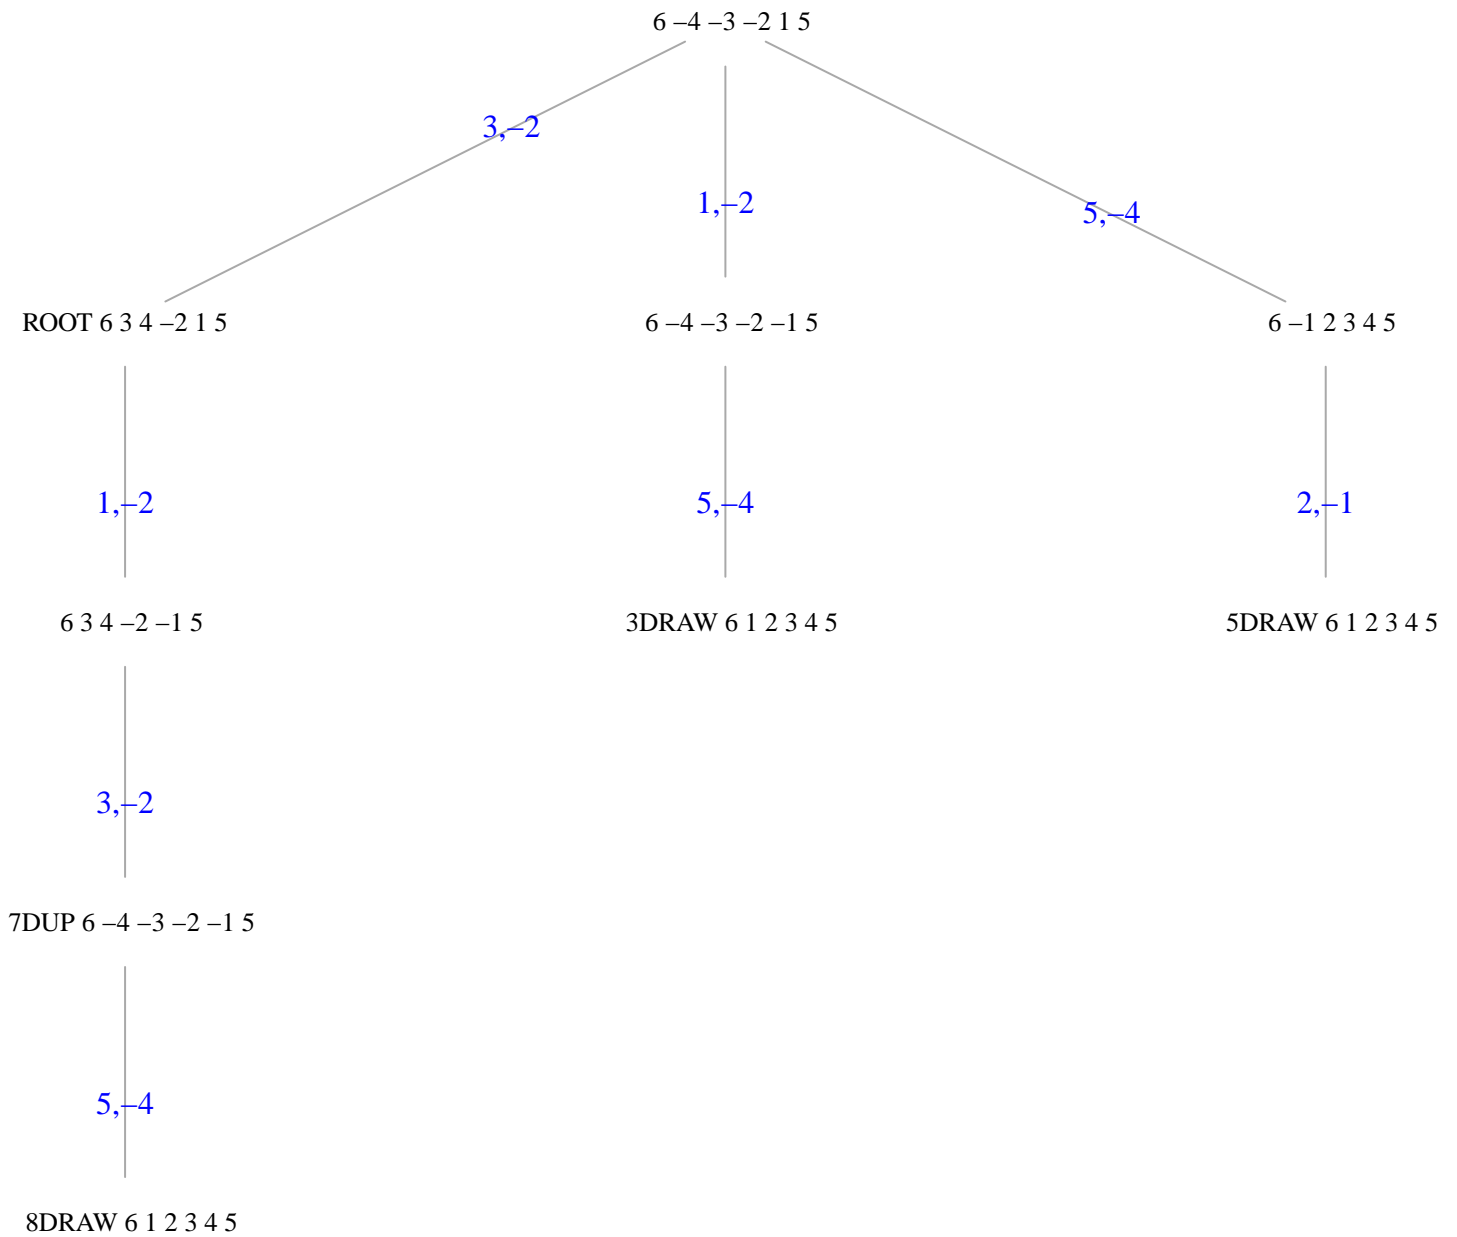 6 –4 –3 –2 1 5
3,–2
1,–2
5,–4
ROOT 6 3 4 –2 1 5
6 –4 –3 –2 –1 5
6 –1 2 3 4 5
1,–2
5,–4
2,–1
6 3 4 –2 –1 5
3DRAW 6 1 2 3 4 5
5DRAW 6 1 2 3 4 5
3,–2
7DUP 6 –4 –3 –2 –1 5
5,–4
8DRAW 6 1 2 3 4 5